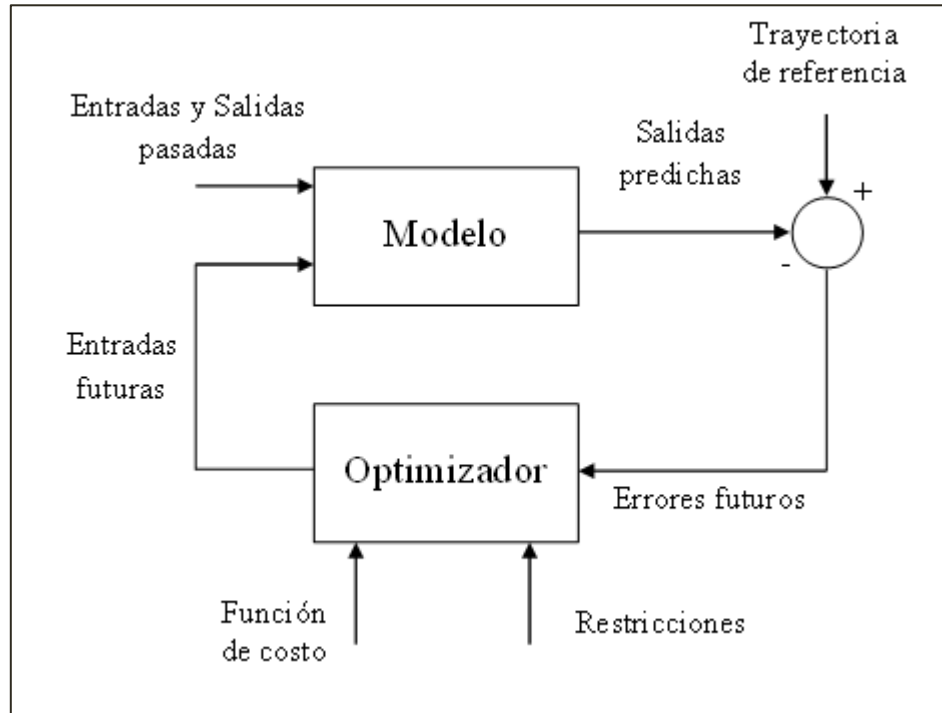 Trayectoria
de referencia
Entradas y Salidas
pasadas
Salidas
predichas
+
Modelo
-
Entradas
futuras
Optimizador
Errores futuros
Función
de costo
Restricciones